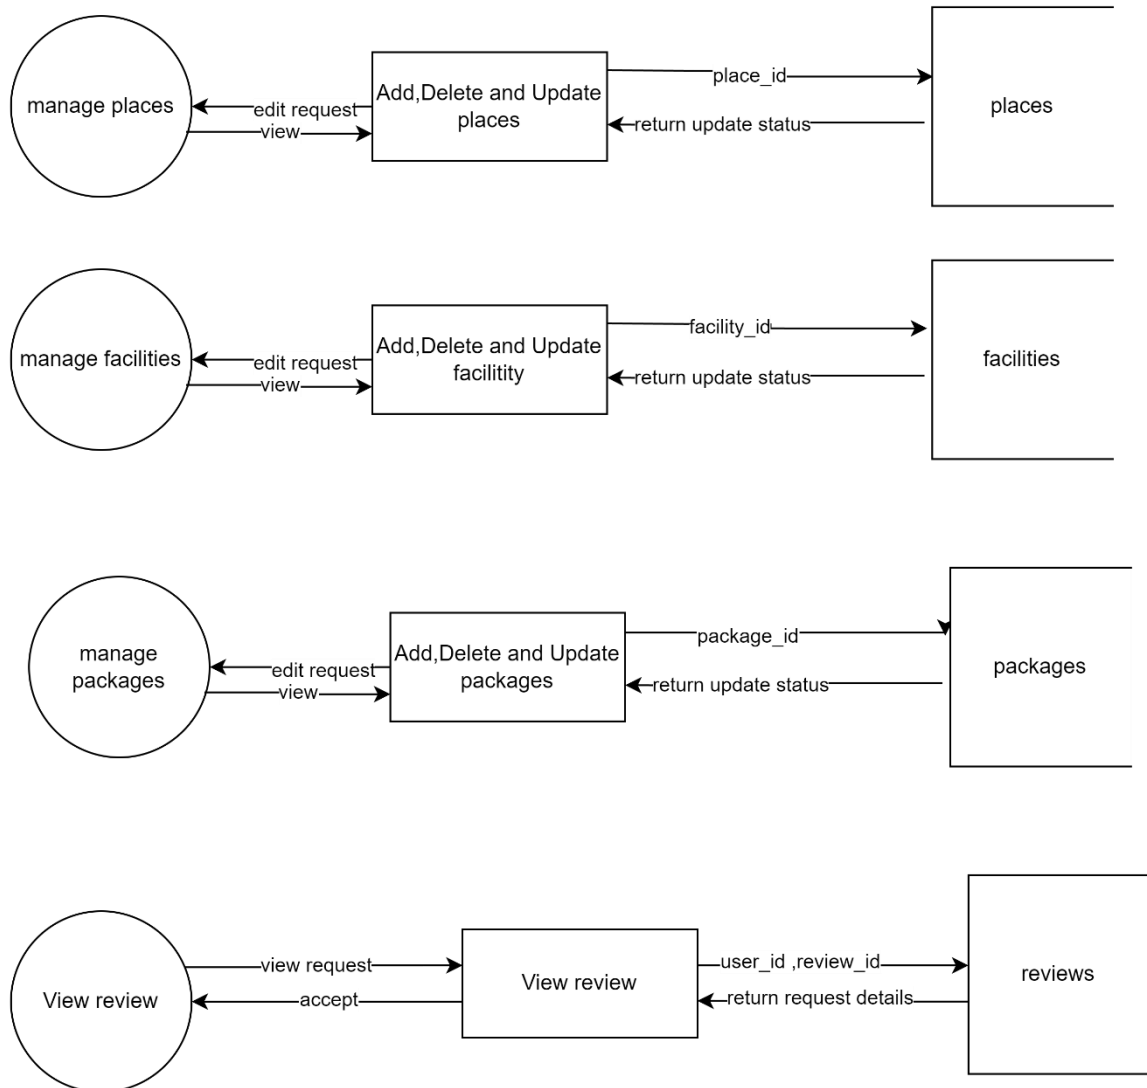 manage places
edit request
view
Add,Delete and Update
places
place_id
return update status
places
manage facilities
edit request
view
Add,Delete and Update
facilitity
facility_id
return update status
facilities
manage
packages
edit request
view
Add,Delete and Update
packages
package_id
return update status
packages
View review
view request
accept
View review
user_id ,review_id
return request details
reviews